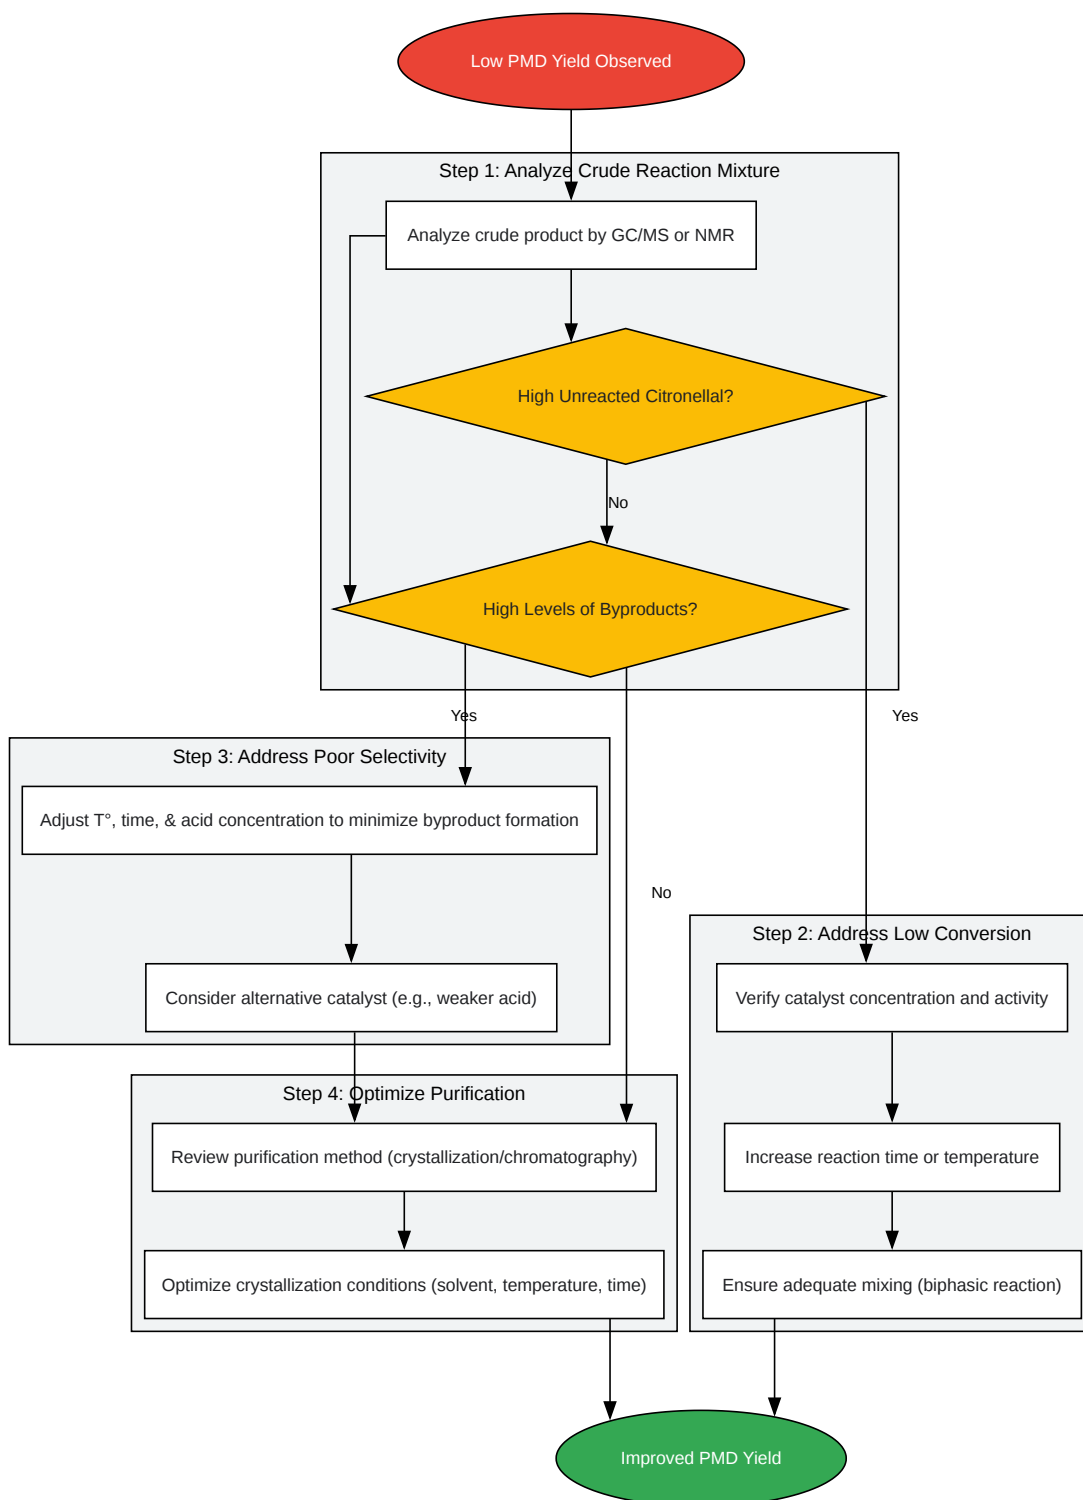 Low PMD Yield Observed
Step 1: Analyze Crude Reaction Mixture
Analyze crude product by GC/MS or NMR
High Unreacted Citronellal?
No
High Levels of Byproducts?
Yes
Yes
Step 3: Address Poor Selectivity
Adjust T°, time, & acid concentration to minimize byproduct formation
No
Step 2: Address Low Conversion
Consider alternative catalyst (e.g., weaker acid)
Verify catalyst concentration and activity
Step 4: Optimize Purification
Review purification method (crystallization/chromatography)
Increase reaction time or temperature
Optimize crystallization conditions (solvent, temperature, time)
Ensure adequate mixing (biphasic reaction)
Improved PMD Yield